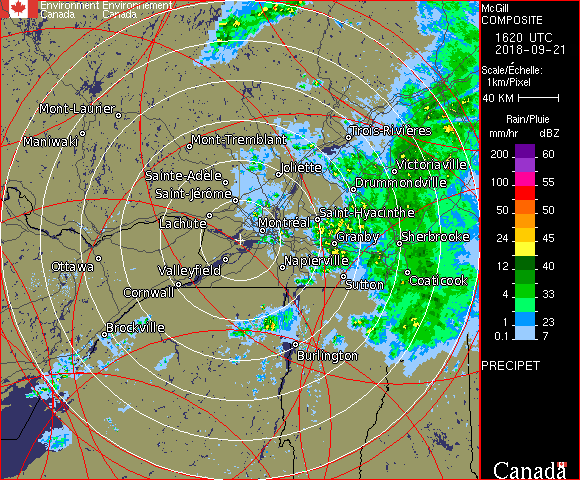 Environment Environnement
Canada Canada
McGill
COMPOSITE
1620 UTC
2018-09-21
Scale/Échelle:
1km/Pixel
40 KM
Rain/Pluie
mm/hr dBZ
200 60
100 55
50 50
24 45
12 40
4 33
1 23
0.1 7
PRECIPET
Canada
Mont-Laurier
Maniwaki
Mont-Tremblant
Trois-Rivières
Joliette
Victoriaville
Sainte-Adèle
Drummondville
Saint-Jérôme
Saint-Hyacinthe
Lachute
Montréal
Granby
Sherbrooke
Ottawa
Valleyfield
Napierville
Coaticook
Cornwall
Sutton
Brockville
Burlington